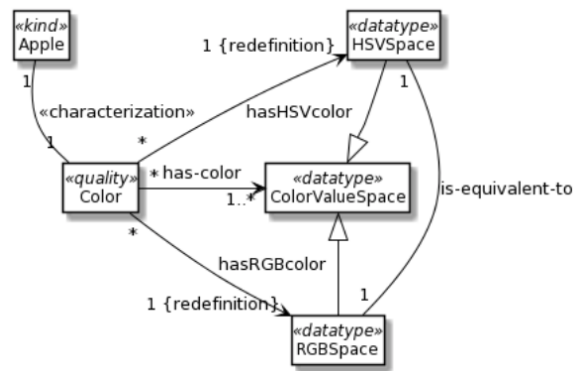 «kind»
Apple
«datatype»
HSVSpace
1 {redefinition}
1
1
«characterization»
hasHSVcolor
1
*
«quality»
Color
* has-color
1..*
«datatype»
ColorValueSpace
is-equivalent-to
*
hasRGBcolor
1 {redefinition}
1
«datatype»
RGBSpace